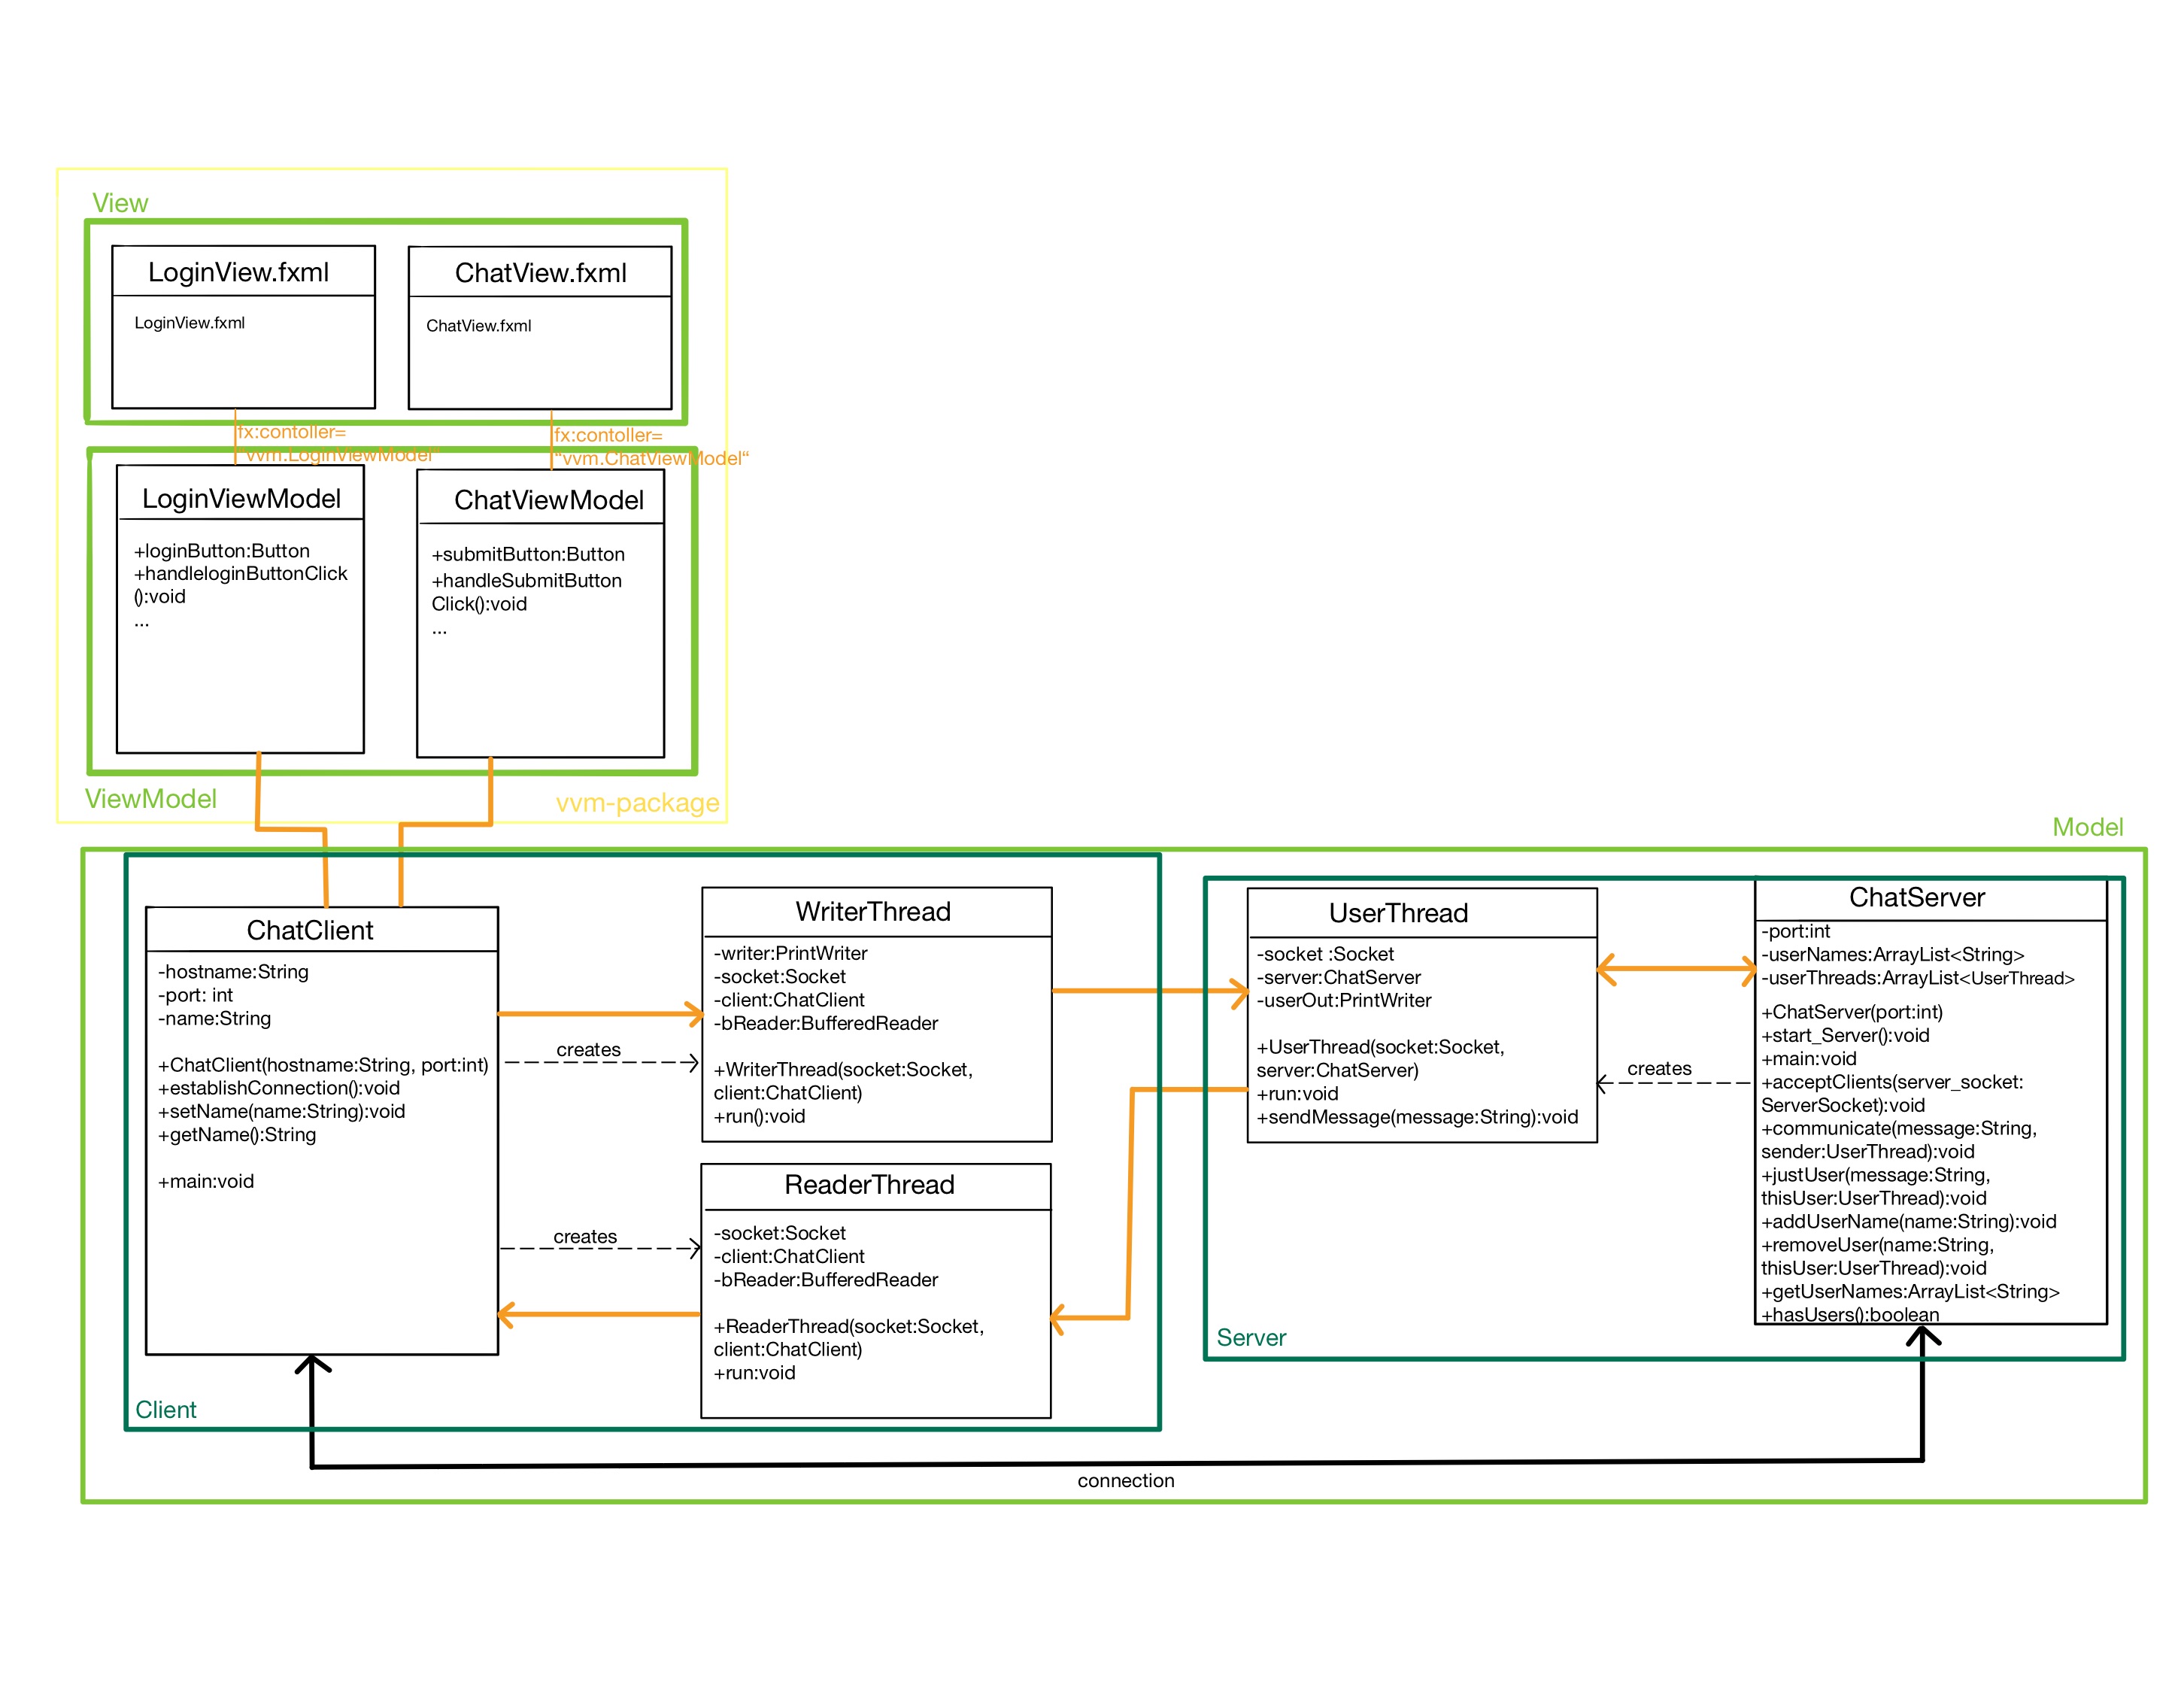 View
LoginView.fxml
LoginView.fxml
ChatView.fxml
ChatView.fxml
fx:contoller=
"vvm.LoginViewModel"
fx:contoller=
"vvm.ChatViewModel“
LoginViewModel
+loginButton:Button
+handleloginButtonClick
():void
...
ChatViewModel
+submitButton:Button
+handleSubmitButton
Click():void
...
ViewModel
vvm-package
Model
ChatClient
-hostname:String
-port: int
-name:String
+ChatClient(hostname:String, port:int)
+establishConnection():void
+setName(name:String):void
+getName():String
+main:void
creates
creates
WriterThread
-writer:PrintWriter
-socket:Socket
-client:ChatClient
-bReader:BufferedReader
+WriterThread(socket:Socket,
client:ChatClient)
+run():void
ReaderThread
-socket:Socket
-client:ChatClient
-bReader:BufferedReader
+ReaderThread(socket:Socket,
client:ChatClient)
+run:void
Client
UserThread
-socket :Socket
-server:ChatServer
-userOut:PrintWriter
+UserThread(socket:Socket,
server:ChatServer)
+run:void
+sendMessage(message:String):void
creates
ChatServer
-port:int
-userNames:ArrayList<String>
-userThreads:ArrayList<UserThread>
+ChatServer(port:int)
+start_Server():void
+main:void
+acceptClients(server_socket:
ServerSocket):void
+communicate(message:String,
sender:UserThread):void
+justUser(message:String,
thisUser:UserThread):void
+addUserName(name:String):void
+removeUser(name:String,
thisUser:UserThread):void
+getUserNames:ArrayList<String>
+hasUsers():boolean
Server
connection